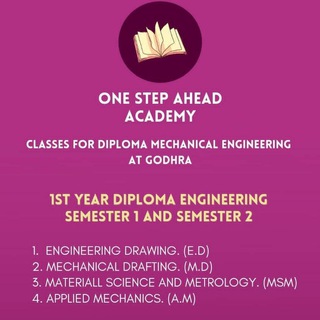 ONE STEP AHEAD
ACADEMY
CLASSES FOR DIPLOMA MECHANICAL ENGINEERING
AT GODHRA
1ST YEAR DIPLOMA ENGINEERING
SEMESTER 1 AND SEMESTER 2
1. ENGINEERING DRAWING. (E.D)
2. MECHANICAL DRAFTING. (M.D)
3. MATERIALL SCIENCE AND METROLOGY. (MSM)
4. APPLIED MECHANICS. (A.M)